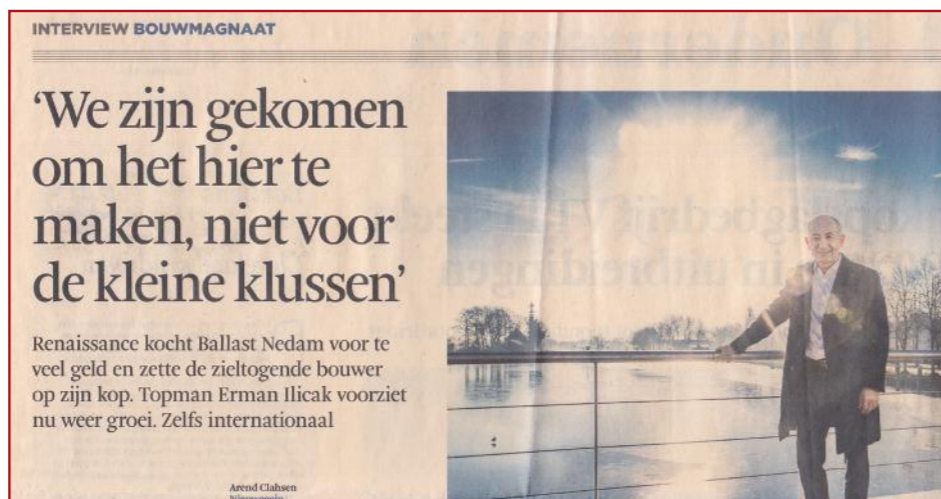 INTERVIEW BOUWMAGNAAT
‘We zijn gekomen
om het hier te
maken, niet voor
de kleine klussen’
Renaissance kocht Ballast Nedam voor te
veel geld en zette de zieltogende bouwer
op zijn kop. Topman Erman Ilicak voorziet
nu weer groei. Zelfs internationaal
Arend Clahsen